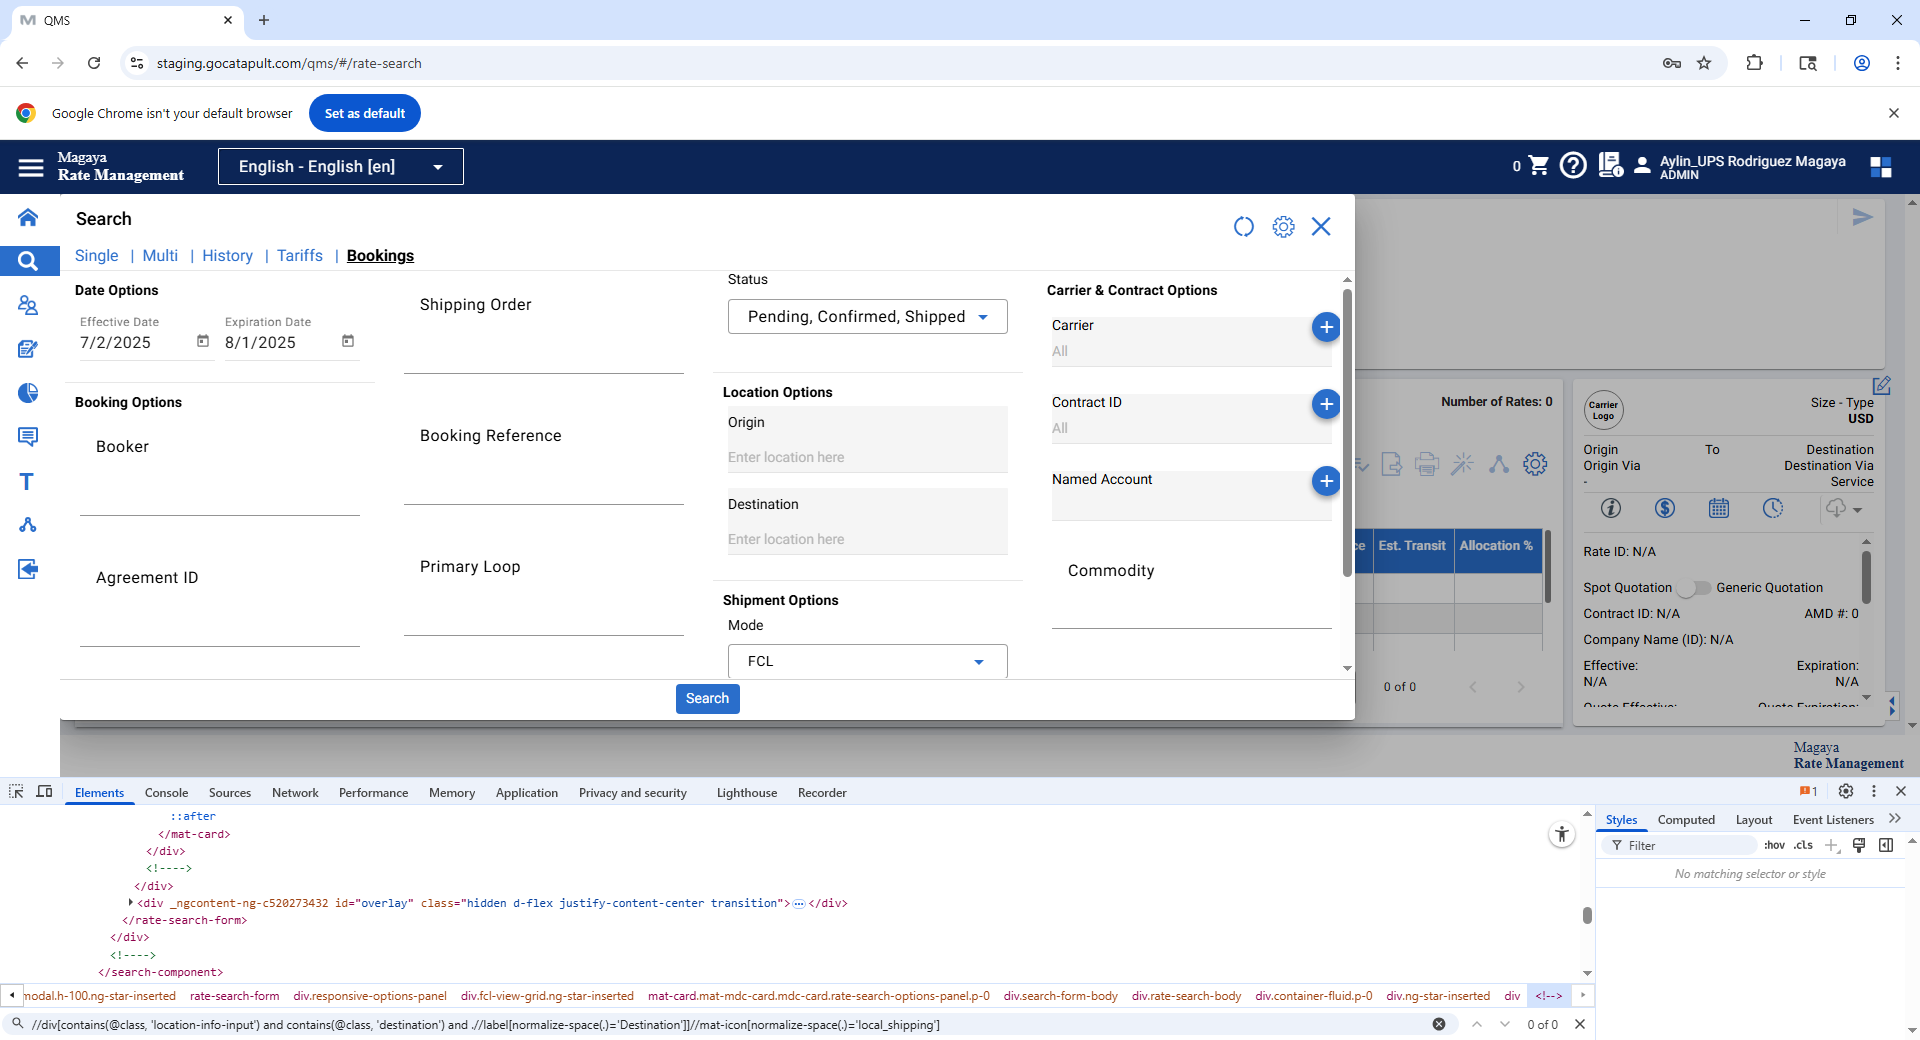 QMS
staging.gocatapult.com/qms/#/rate-search
Google Chrome isn't your default browser
Set as default
Magaya
Rate Management
English - English [en]
0
Aylin_UPS Rodriguez Magaya
ADMIN
Search
Single | Multi | History | Tariffs | Bookings
Date Options
Effective Date
7/2/2025
Expiration Date
8/1/2025
Booking Options
Booker
Agreement ID
Shipping Order
Booking Reference
Primary Loop
Status
Pending, Confirmed, Shipped
Location Options
Origin
Enter location here
Destination
Enter location here
Shipment Options
Mode
FCL
Carrier & Contract Options
Carrier
All
Contract ID
All
Named Account
Commodity
Search
Number of Rates: 0
ce
Est. Transit
Allocation %
0 of 0
Carrier
Logo
Size - Type
USD
Origin To Destination
Origin Via Destination Via
- Service
Rate ID: N/A
Spot Quotation Generic Quotation
Contract ID: N/A AMD #: 0
Company Name (ID): N/A
Effective: Expiration:
N/A N/A
Quote Effective: Quote Expiration:
Magaya
Rate Management
Elements Console Sources Network Performance Memory Application Privacy and security Lighthouse Recorder
1
::after
</mat-card>
</div>
<!---->
</div>
<div _ngcontent-ng-c520273432 id="overlay" class="hidden d-flex justify-content-center transition">…</div>
</rate-search-form>
</div>
<!---->
</search-component>
Styles Computed Layout Event Listeners
Filter
:hov .cls
No matching selector or style
modal.h-100.ng-star-inserted rate-search-form div.responsive-options-panel div.fcl-view-grid.ng-star-inserted mat-card.mat-mdc-card.mdc-card.rate-search-options-panel.p-0 div.search-form-body div.rate-search-body div.container-fluid.p-0 div.ng-star-inserted div <!-->
//div[contains(@class, 'location-info-input') and contains(@class, 'destination') and .//label[normalize-space(.)='Destination']]//mat-icon[normalize-space(.)='local_shipping']
0 of 0